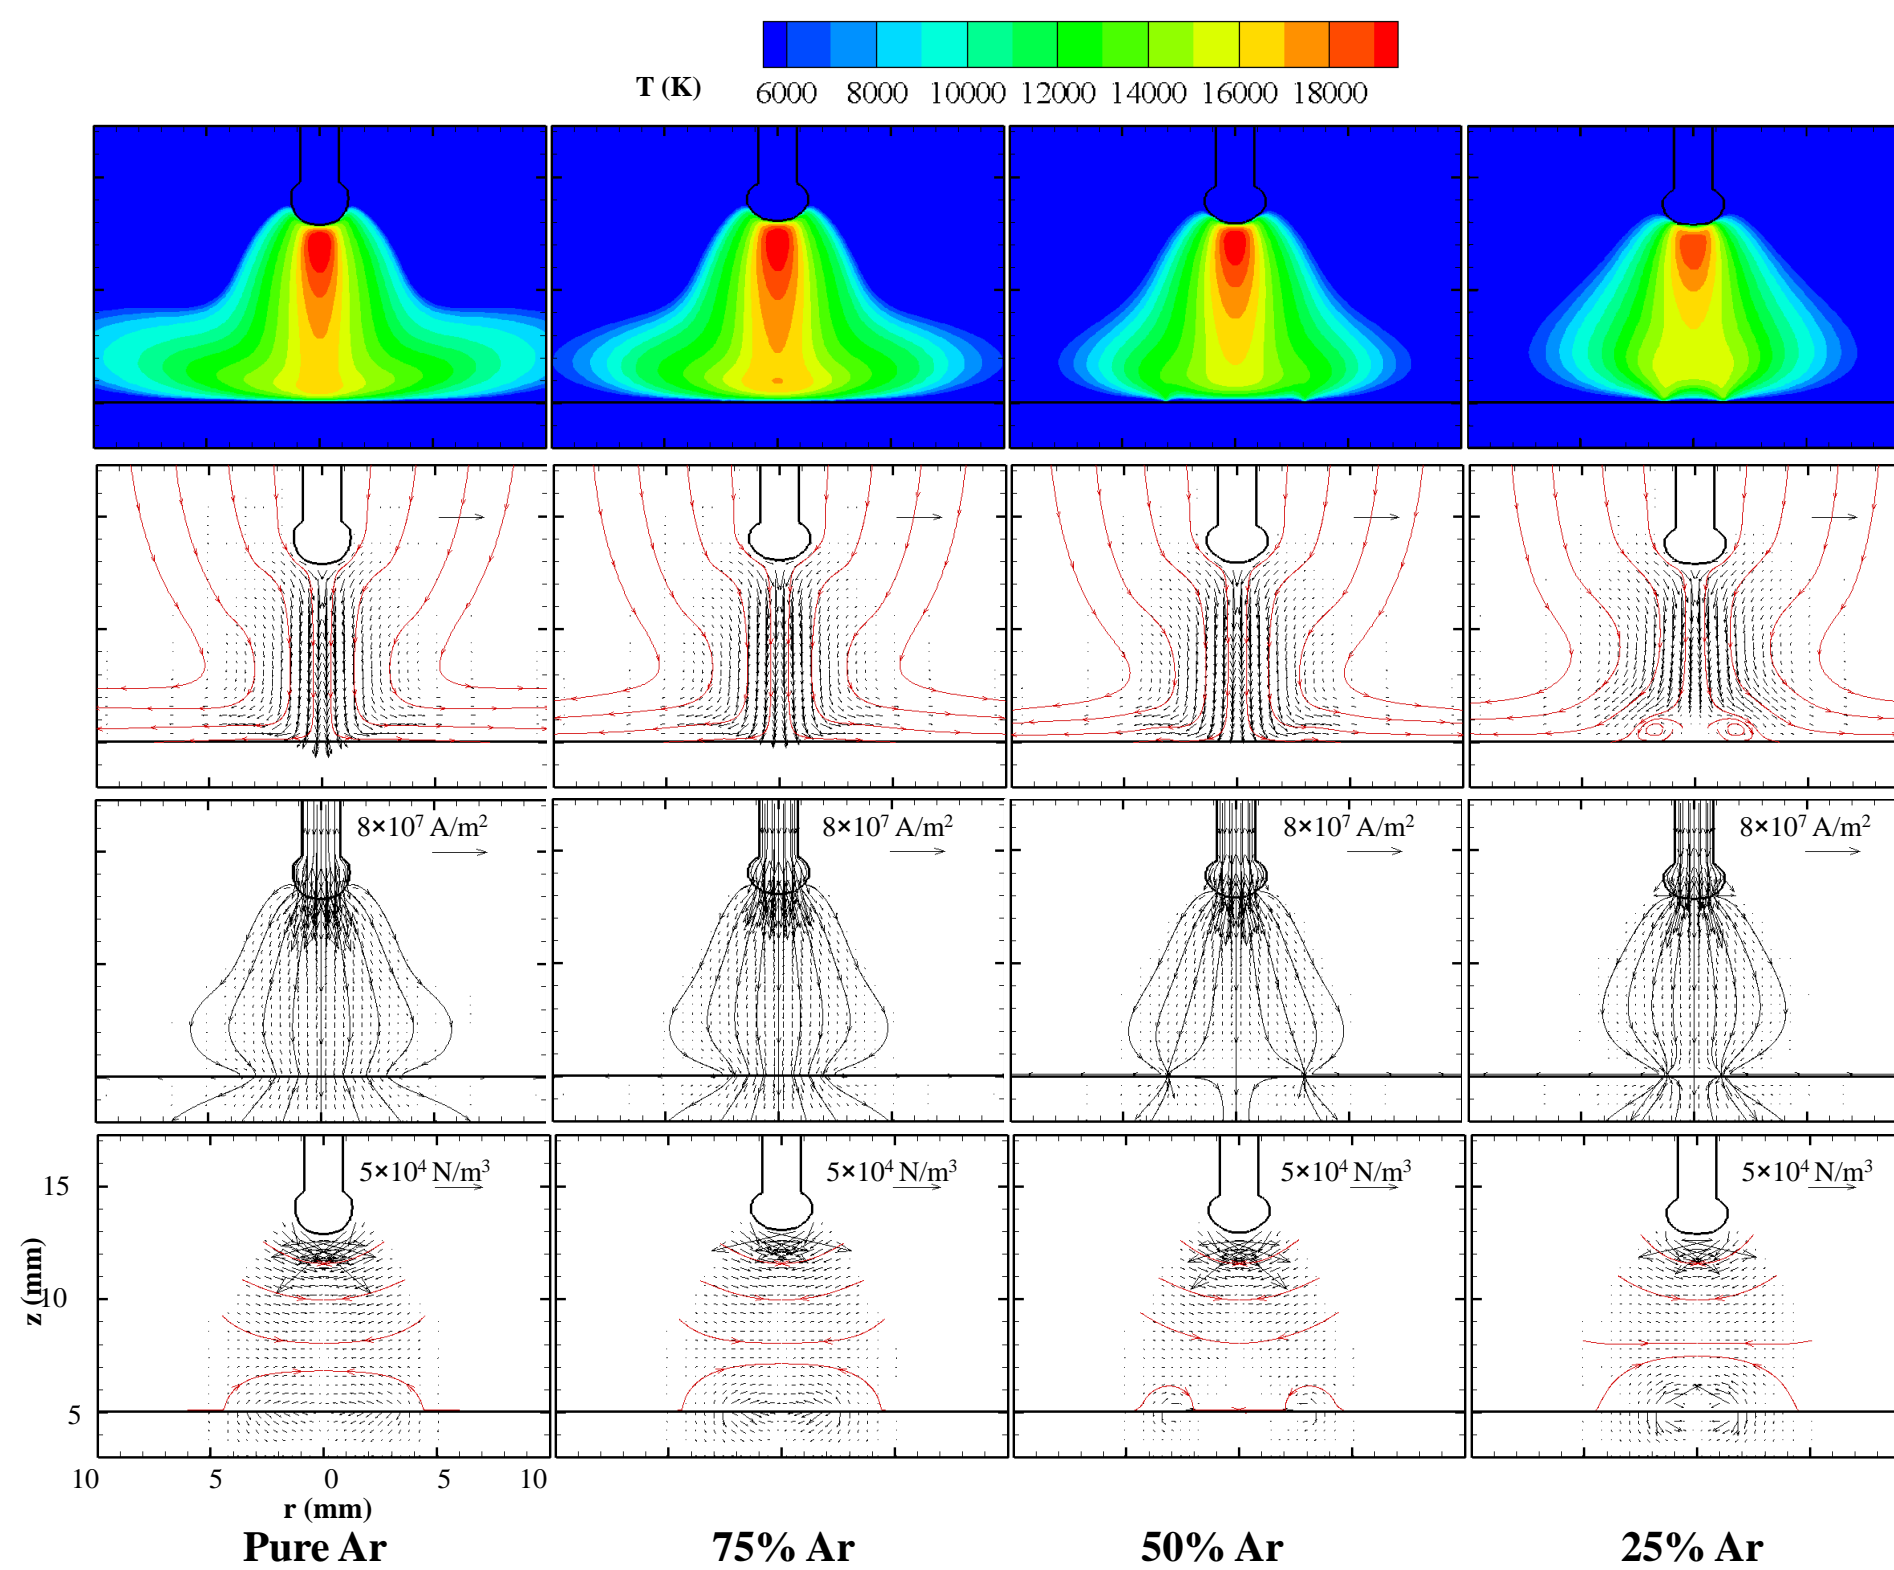 T (K)
6000 8000 10000 12000 14000 16000 18000
8×10⁷ A/m² 8×10⁷ A/m² 8×10⁷ A/m² 8×10⁷ A/m²
5×10⁴ N/m³ 5×10⁴ N/m³ 5×10⁴ N/m³ 5×10⁴ N/m³
15
z (mm)
10
5
10 5 0 5 10
r (mm)
Pure Ar 75% Ar 50% Ar 25% Ar